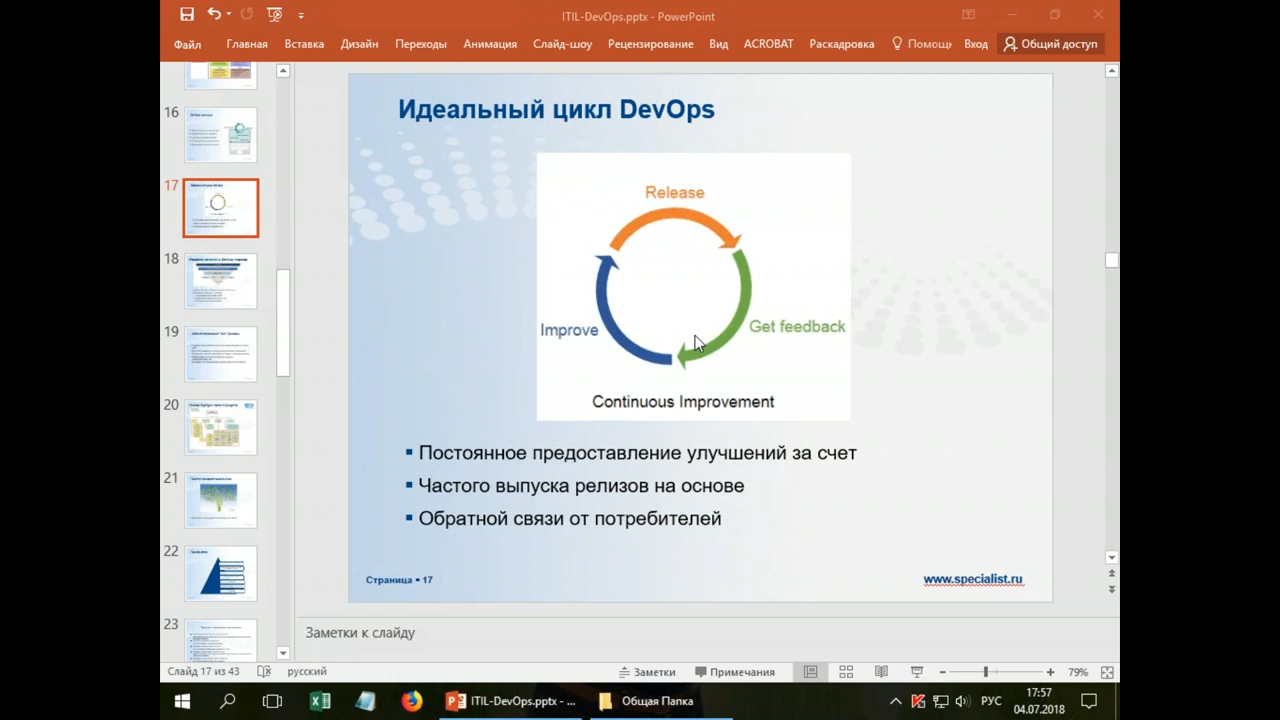 ITIL-DevOps.pptx - PowerPoint
Файл Главная Вставка Дизайн Переходы Анимация Слайд-шоу Рецензирование Вид ACROBAT Раскадровка Помощь Вход Общий доступ
16
17
18
19
20
21
22
23
Идеальный цикл DevOps
Release
Get feedback
Improve
Continuous Improvement
Постоянное предоставление улучшений за счет
Частого выпуска релизов на основе
Обратной связи от потребителей
Страница ▪ 17
www.specialist.ru
Заметки к слайду
Слайд 17 из 43 русский Заметки Примечания 79%
ITIL-DevOps.pptx - ... Общая Папка РУС 17:57
04.07.2018